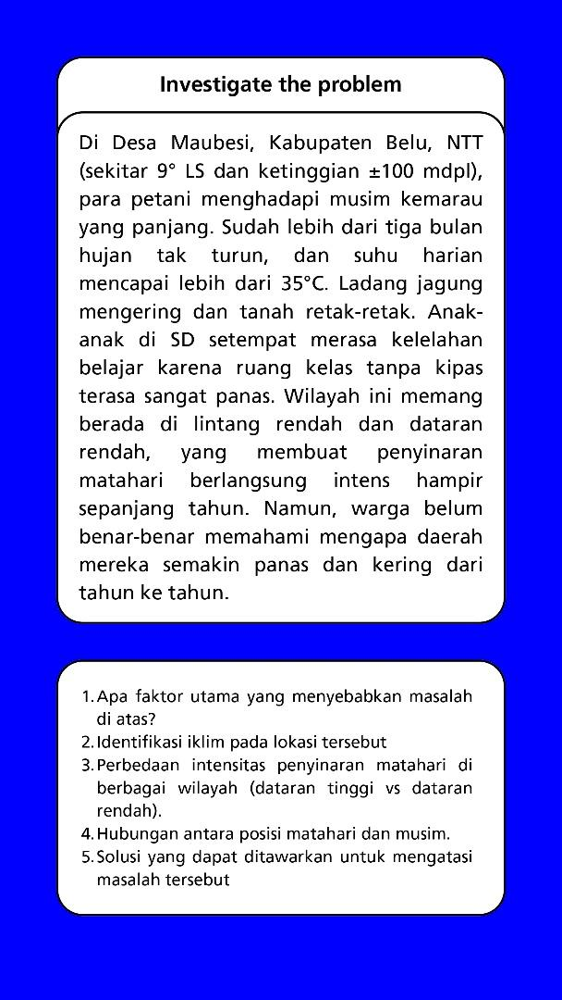 Investigate the problem
Di Desa Maubesi, Kabupaten Belu, NTT
(sekitar 9° LS dan ketinggian ±100 mdpl),
para petani menghadapi musim kemarau
yang panjang. Sudah lebih dari tiga bulan
hujan tak turun, dan suhu harian
mencapai lebih dari 35°C. Ladang jagung
mengering dan tanah retak-retak. Anak-
anak di SD setempat merasa kelelahan
belajar karena ruang kelas tanpa kipas
terasa sangat panas. Wilayah ini memang
berada di lintang rendah dan dataran
rendah, yang membuat penyinaran
matahari berlangsung intens hampir
sepanjang tahun. Namun, warga belum
benar-benar memahami mengapa daerah
mereka semakin panas dan kering dari
tahun ke tahun.
1. Apa faktor utama yang menyebabkan masalah
di atas?
2. Identifikasi iklim pada lokasi tersebut
3. Perbedaan intensitas penyinaran matahari di
berbagai wilayah (dataran tinggi vs dataran
rendah).
4. Hubungan antara posisi matahari dan musim.
5. Solusi yang dapat ditawarkan untuk mengatasi
masalah tersebut